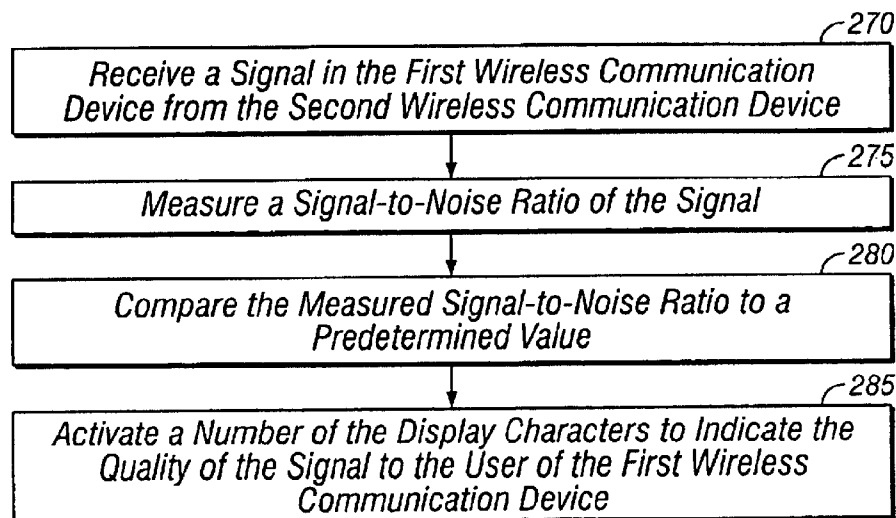 270
Receive a Signal in the First Wireless Communication
Device from the Second Wireless Communication Device
275
Measure a Signal-to-Noise Ratio of the Signal
280
Compare the Measured Signal-to-Noise Ratio to a
Predetermined Value
285
Activate a Number of the Display Characters to Indicate the
Quality of the Signal to the User of the First Wireless
Communication Device